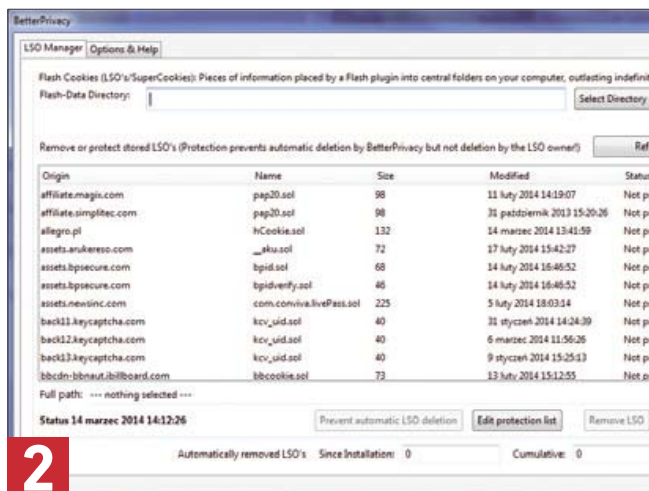 BetterPrivacy
LSO Manager Options & Help
Flash Cookies (LSO's/SuperCookies): Pieces of information placed by a Flash plugin into central folders on your computer, outlasting indefinit
Flash-Data Directory: Select Directory
Remove or protect stored LSO's (Protection prevents automatic deletion by BetterPrivacy but not deletion by the LSO owner!) Ref
Origin Name Size Modified Status
affiliate.magix.com pap20.sol 98 11 luty 2014 14:19:07 Not p
affiliate.simplitec.com pap20.sol 98 31 październik 2013 15:20:26 Not p
allegro.pl hCookie.sol 132 14 marzec 2014 13:41:59 Not p
assets.arukereso.com __aku.sol 72 17 luty 2014 15:42:27 Not p
assets.bpsecure.com bpid.sol 68 14 luty 2014 16:46:52 Not p
assets.bpsecure.com bpidverify.sol 46 14 luty 2014 16:46:52 Not p
assets.newsinc.com com.conviva.livePass.sol 225 5 luty 2014 18:03:14 Not p
back11.keycaptcha.com kcv_uid.sol 40 31 styczeń 2014 14:24:39 Not p
back12.keycaptcha.com kcv_uid.sol 40 6 marzec 2014 11:56:26 Not p
back13.keycaptcha.com kcv_uid.sol 40 9 styczeń 2014 15:25:13 Not p
bbcdn-bbnaut.ibillboard.com bbcookie.sol 73 13 luty 2014 15:12:55 Not p
Full path: --- nothing selected ---
Status 14 marzec 2014 14:12:26 Prevent automatic LSO deletion Edit protection list Remove LSO
Automatically removed LSO's Since Installation: 0 Cumulative: 0
2